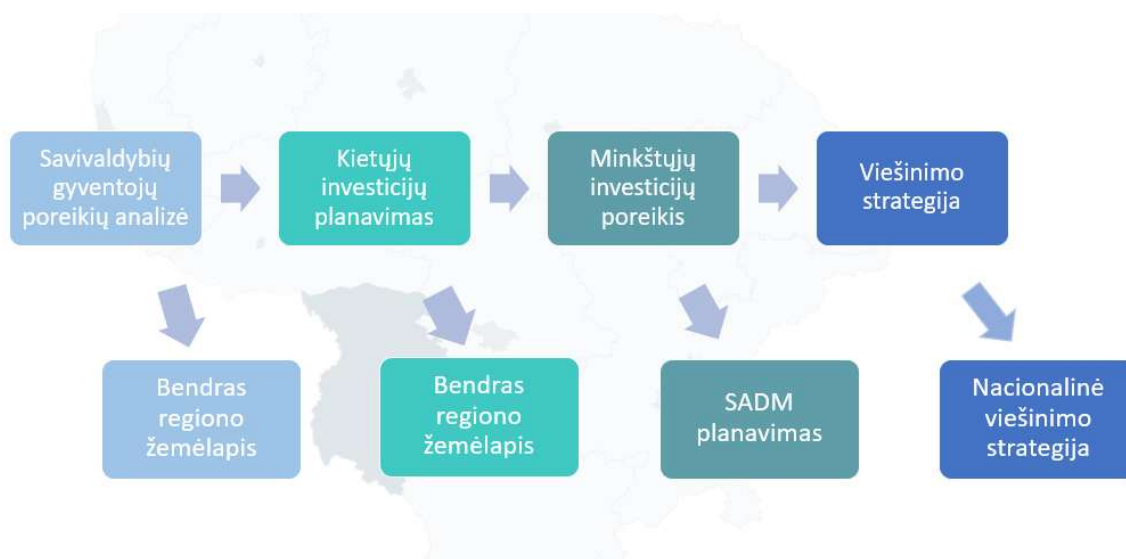 Savivaldybių
gyventojų
poreikių analizė
Kietųjų
investicijų
planavimas
Minkštųjų
investicijų
poreikis
Viešinimo
strategija
Bendras
regiono
žemėlapis
Bendras
regiono
žemėlapis
SADM
planavimas
Nacionalinė
viešinimo
strategija